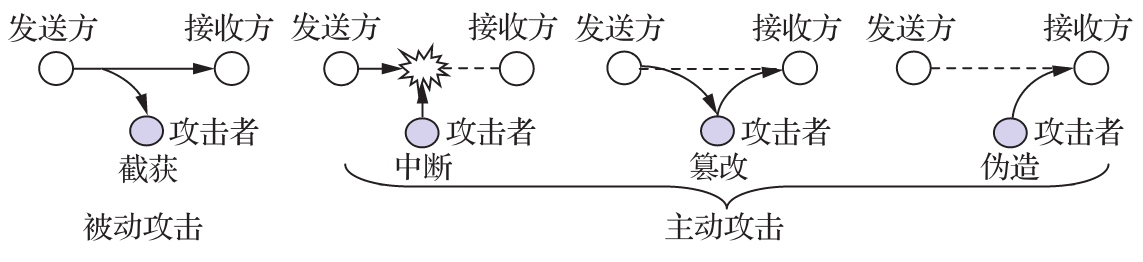 发送方 接收方 发送方 接收方 发送方 接收方 发送方 接收方
攻击者 攻击者 攻击者 攻击者
截获 中断 篡改 伪造
被动攻击 主动攻击